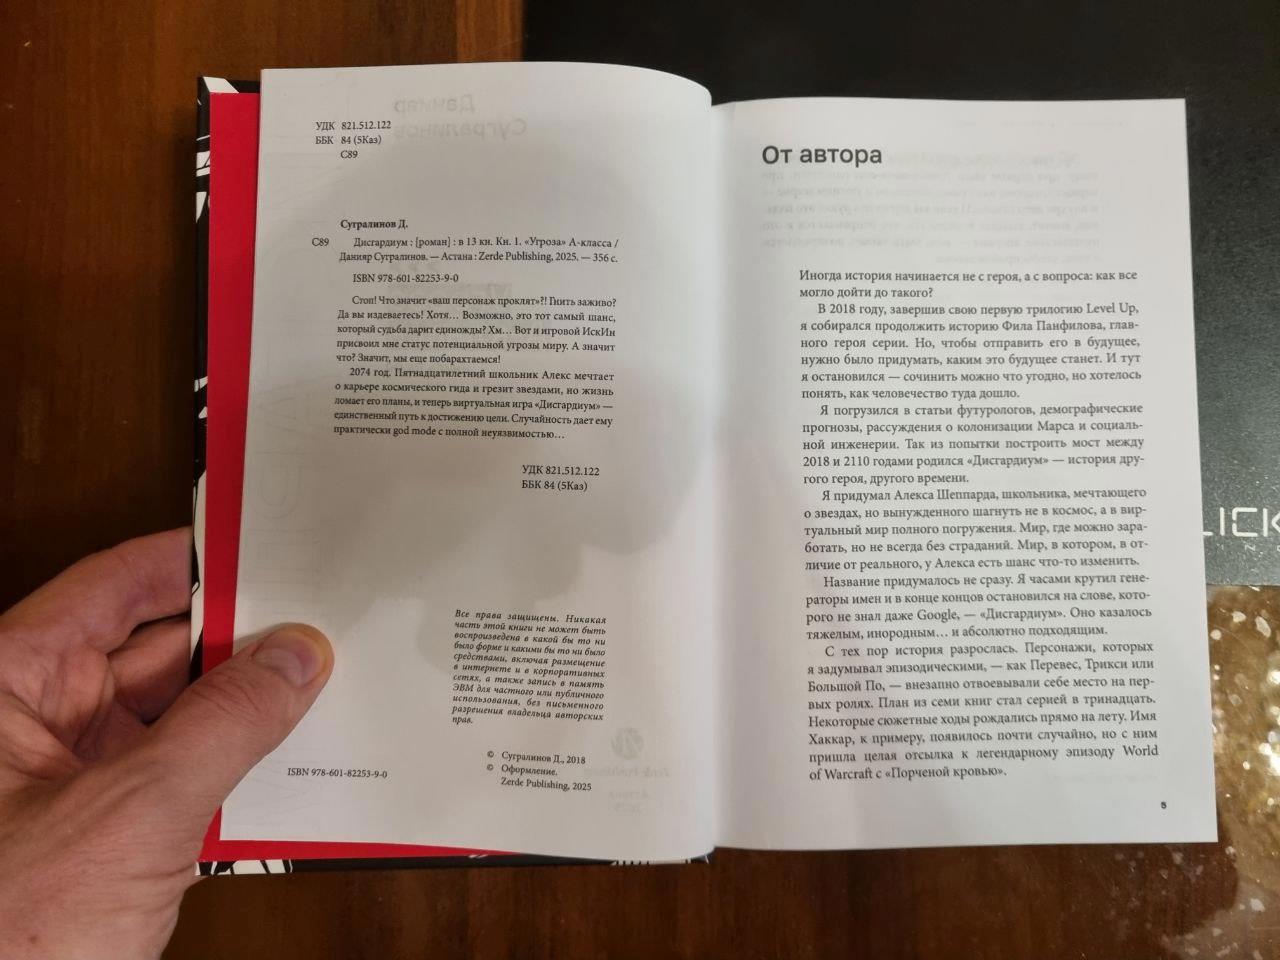 УДК 821.512.122
ББК 84 (5Каз)
С89
Сугралинов Д.
С89 Дисгардиум : [роман] : в 13 кн. Кн. 1. «Угроза» А-класса /
Данияр Сугралинов. — Астана : Zerde Publishing, 2025. — 356 с.
ISBN 978-601-82253-9-0
Стоп! Что значит «ваш персонаж проклят»?! Гнить заживо?
Да вы издеваетесь! Хотя… Возможно, это тот самый шанс,
который судьба дарит единожды? Хм… Вот и игровой ИскИн
присвоил мне статус потенциальной угрозы миру. А значит
что? Значит, мы еще побарахтаемся!
2074 год. Пятнадцатилетний школьник Алекс мечтает
о карьере космического гида и грезит звездами, но жизнь
ломает его планы, и теперь виртуальная игра «Дисгардиум» —
единственный путь к достижению цели. Случайность дает ему
практически god mode с полной неуязвимостью…
УДК 821.512.122
ББК 84 (5Каз)
Все права защищены. Никакая
часть этой книги не может быть
воспроизведена в какой бы то ни
было форме и какими бы то ни было
средствами, включая размещение
в интернете и в корпоративных
сетях, а также запись в память
ЭВМ для частного или публичного
использования, без письменного
разрешения владельца авторских
прав.
© Сугралинов Д., 2018
© Оформление.
Zerde Publishing, 2025
ISBN 978-601-82253-9-0
От автора
Иногда история начинается не с героя, а с вопроса: как все
могло дойти до такого?
В 2018 году, завершив свою первую трилогию Level Up,
я собирался продолжить историю Фила Панфилова, глав-
ного героя серии. Но, чтобы отправить его в будущее,
нужно было придумать, каким это будущее станет. И тут
я остановился — сочинить можно что угодно, но хотелось
понять, как человечество туда дошло.
Я погрузился в статьи футурологов, демографические
прогнозы, рассуждения о колонизации Марса и социаль-
ной инженерии. Так из попытки построить мост между
2018 и 2110 годами родился «Дисгардиум» — история дру-
гого героя, другого времени.
Я придумал Алекса Шеппарда, школьника, мечтающего
о звездах, но вынужденного шагнуть не в космос, а в вир-
туальный мир полного погружения. Мир, где можно зара-
ботать, но не всегда без страданий. Мир, в котором, в от-
личие от реального, у Алекса есть шанс что-то изменить.
Название придумалось не сразу. Я часами крутил гене-
раторы имен и в конце концов остановился на слове, кото-
рого не знал даже Google, — «Дисгардиум». Оно казалось
тяжелым, инородным… и абсолютно подходящим.
С тех пор история разрослась. Персонажи, которых
я задумывал эпизодическими, — как Перевес, Трикси или
Большой По, — внезапно отвоевывали себе место на пер-
вых ролях. План из семи книг стал серией в тринадцать.
Некоторые сюжетные ходы рождались прямо на лету. Имя
Хаккар, к примеру, появилось почти случайно, но с ним
пришла целая отсылка к легендарному эпизоду World
of Warcraft с «Порченой кровью».
5